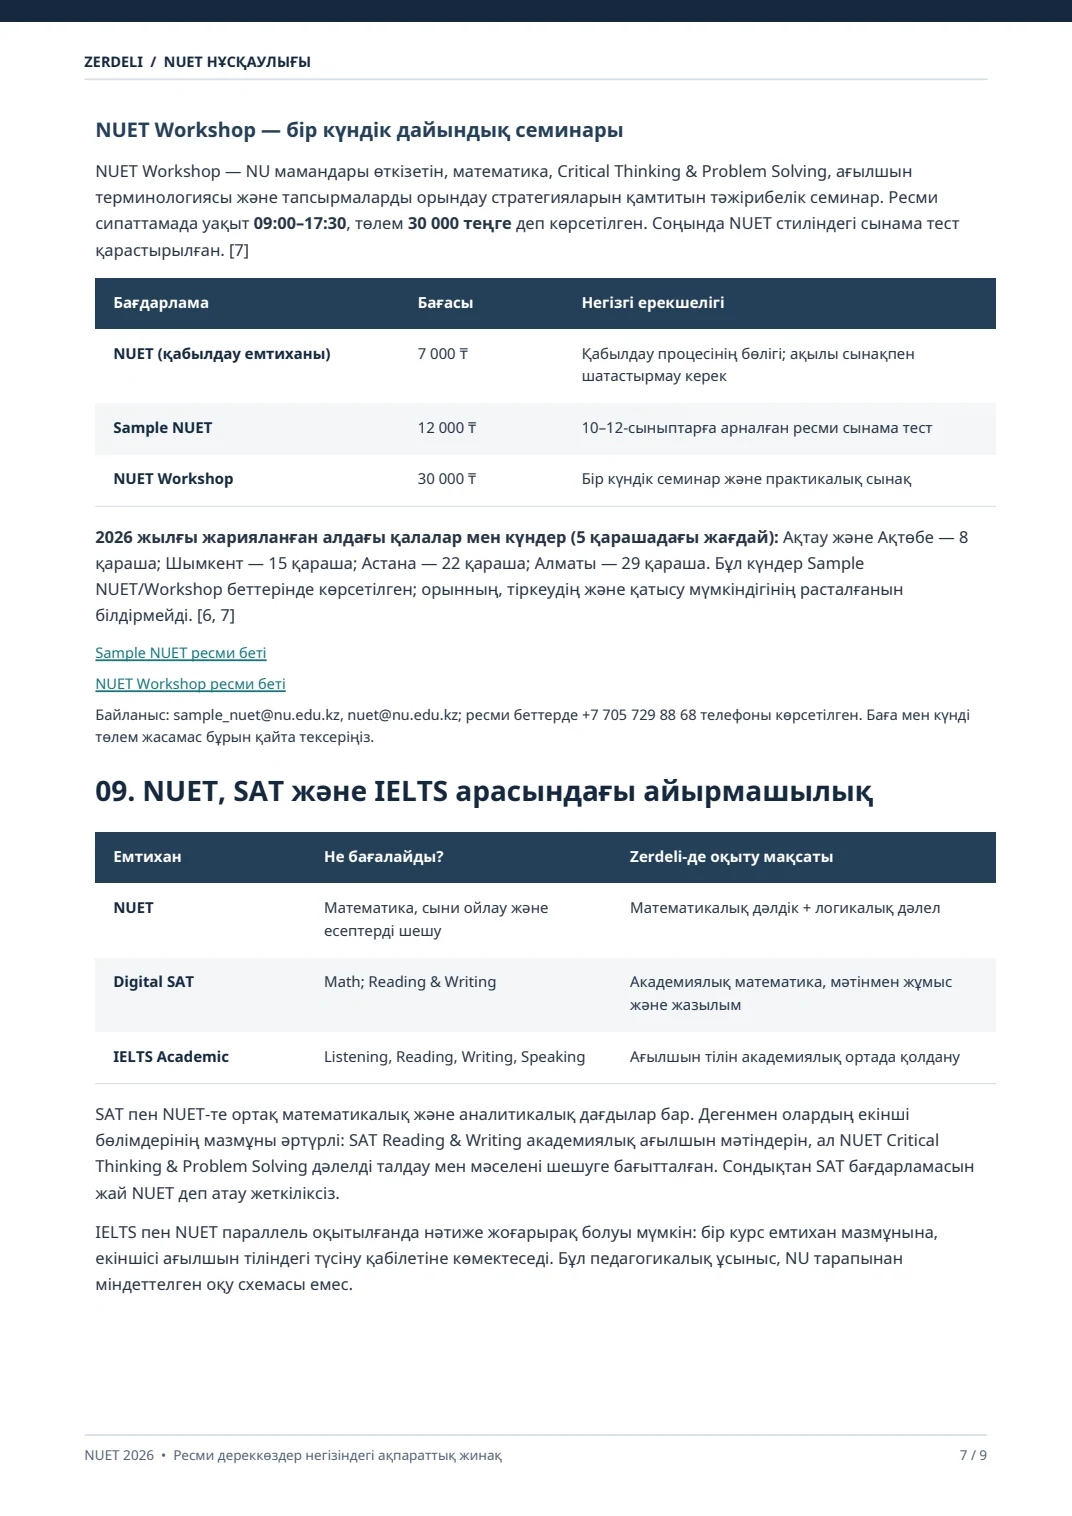 ZERDELI / NUET НҰСҚАУЛЫҒЫ
NUET Workshop — бір күндік дайындық семинары
NUET Workshop — NU мамандары өткізетін, математика, Critical Thinking & Problem Solving, ағылшын
терминологиясы және тапсырмаларды орындау стратегияларын қамтитын тәжірибелік семинар. Ресми
сипаттамада уақыт 09:00–17:30, төлем 30 000 теңге деп көрсетілген. Соңында NUET стиліндегі сынама тест
қарастырылған. [7]
Бағдарлама Бағасы Негізгі ерекшелігі
NUET (қабылдау емтиханы) 7 000 ₸ Қабылдау процесінің бөлігі; ақылы сынақпен
шатастырмау керек
Sample NUET 12 000 ₸ 10–12-сыныптарға арналған ресми сынама тест
NUET Workshop 30 000 ₸ Бір күндік семинар және практикалық сынақ
2026 жылғы жарияланған алдағы қалалар мен күндер (5 қарашадағы жағдай): Ақтау және Ақтөбе — 8
қараша; Шымкент — 15 қараша; Астана — 22 қараша; Алматы — 29 қараша. Бұл күндер Sample
NUET/Workshop беттерінде көрсетілген; орынның, тіркеудің және қатысу мүмкіндігінің расталғанын
білдірмейді. [6, 7]
Sample NUET ресми беті
NUET Workshop ресми беті
Байланыс: sample_nuet@nu.edu.kz, nuet@nu.edu.kz; ресми беттерде +7 705 729 88 68 телефоны көрсетілген. Баға мен күнді
төлем жасамас бұрын қайта тексеріңіз.
09. NUET, SAT және IELTS арасындағы айырмашылық
Емтихан Не бағалайды? Zerdeli-де оқыту мақсаты
NUET Математика, сыни ойлау және Математикалық дәлдік + логикалық дәлел
есептерді шешу
Digital SAT Math; Reading & Writing Академиялық математика, мәтінмен жұмыс
және жазылым
IELTS Academic Listening, Reading, Writing, Speaking Ағылшын тілін академиялық ортада қолдану
SAT пен NUET-те ортақ математикалық және аналитикалық дағдылар бар. Дегенмен олардың екінші
бөлімдерінің мазмұны әртүрлі: SAT Reading & Writing академиялық ағылшын мәтіндерін, ал NUET Critical
Thinking & Problem Solving дәлелді талдау мен мәселені шешуге бағытталған. Сондықтан SAT бағдарламасын
жай NUET деп атау жеткіліксіз.
IELTS пен NUET параллель оқытылғанда нәтиже жоғарырақ болуы мүмкін: бір курс емтихан мазмұнына,
екіншісі ағылшын тіліндегі түсіну қабілетіне көмектеседі. Бұл педагогикалық ұсыныс, NU тарапынан
міндеттелген оқу схемасы емес.
NUET 2026 • Ресми дереккөздер негізіндегі ақпараттық жинақ 7 / 9